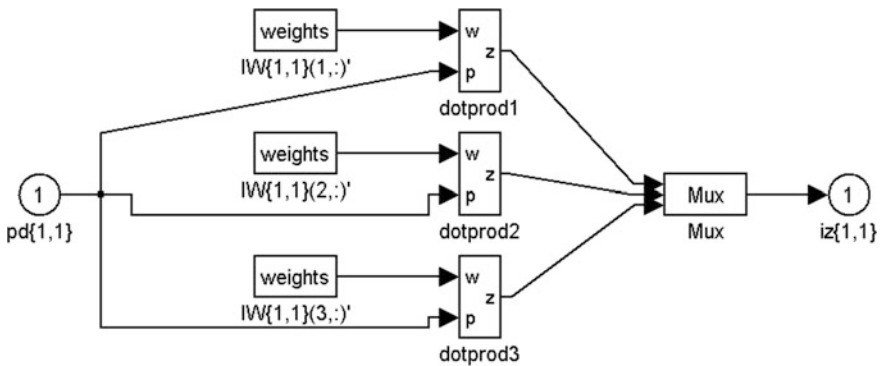 weights
w
z
p
IW{1,1}(1,:)'
dotprod1
weights
w
z
p
IW{1,1}(2,:)'
dotprod2
1
pd{1,1}
Mux
Mux
1
iz{1,1}
weights
w
z
p
IW{1,1}(3,:)'
dotprod3